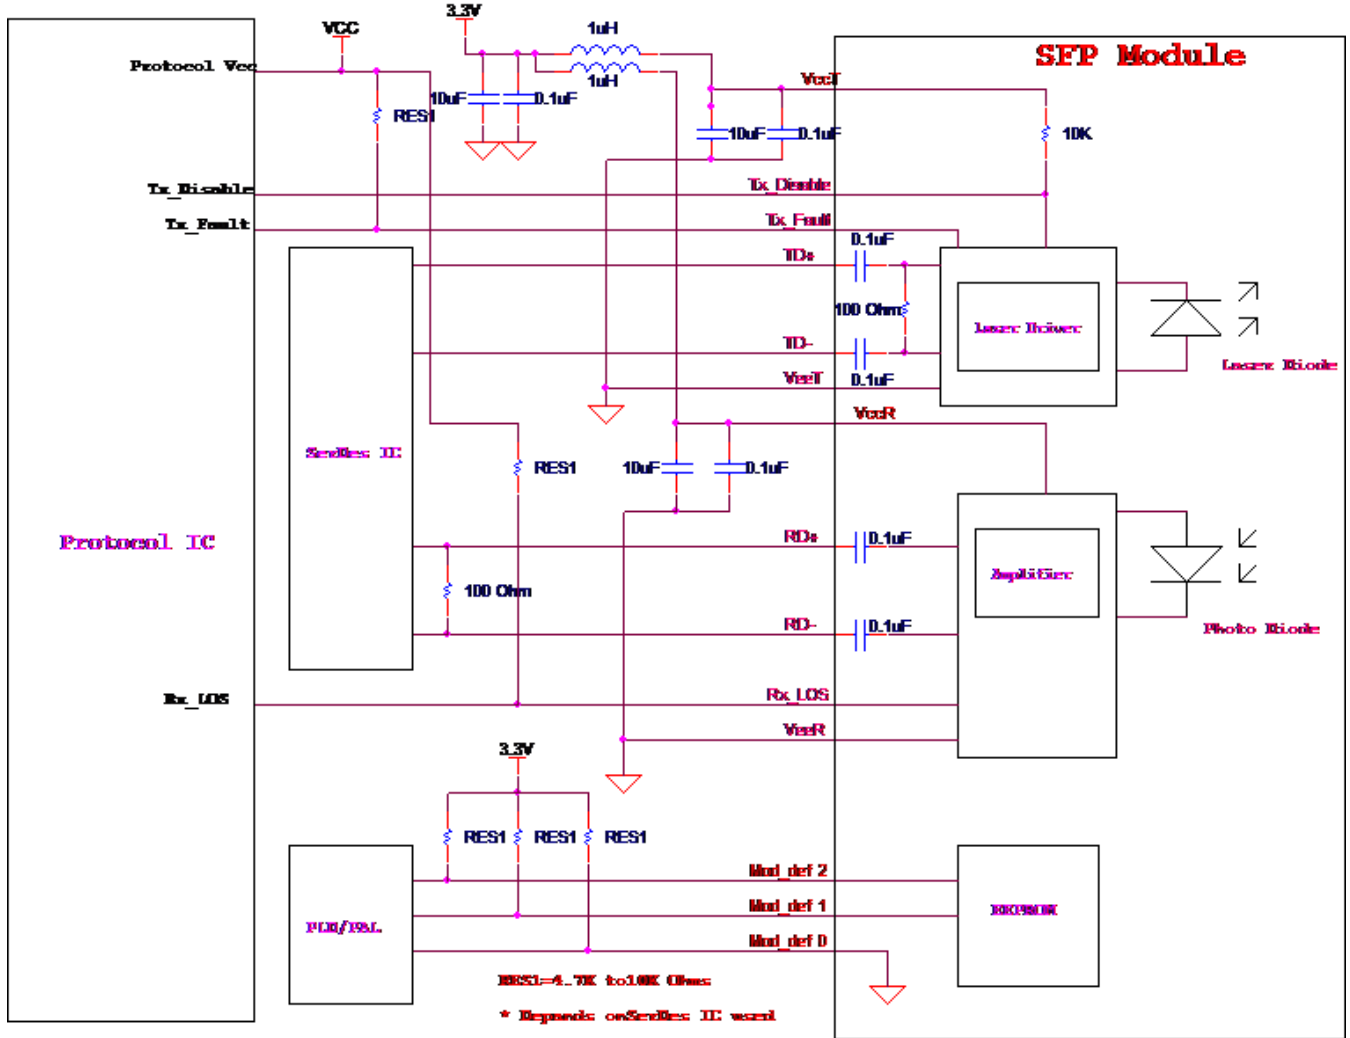 3.3V
VCC
1uH
SFP Module
Protocol Vcc
1uH
VccT
10uF
0.1uF
RES1
10uF
0.1uF
10K
Tx_Disable
Tx_Disable
Tx_Fault
Tx_Fault
0.1uF
TD+
100 Ohm
Laser Driver
TD-
Laser Diode
VeeT
0.1uF
VccR
SerDes IC
RES1
10uF
0.1uF
Protocol IC
RD+
0.1uF
Amplifier
100 Ohm
RD-
0.1uF
Photo Diode
Rx_LOS
Rx_LOS
VeeR
3.3V
RES1
RES1
RES1
Mod_def 2
PLD/PAL
Mod_def 1
EEPROM
Mod_def 0
RES1=4.7K to10K Ohms
* Depends onSerDes IC used